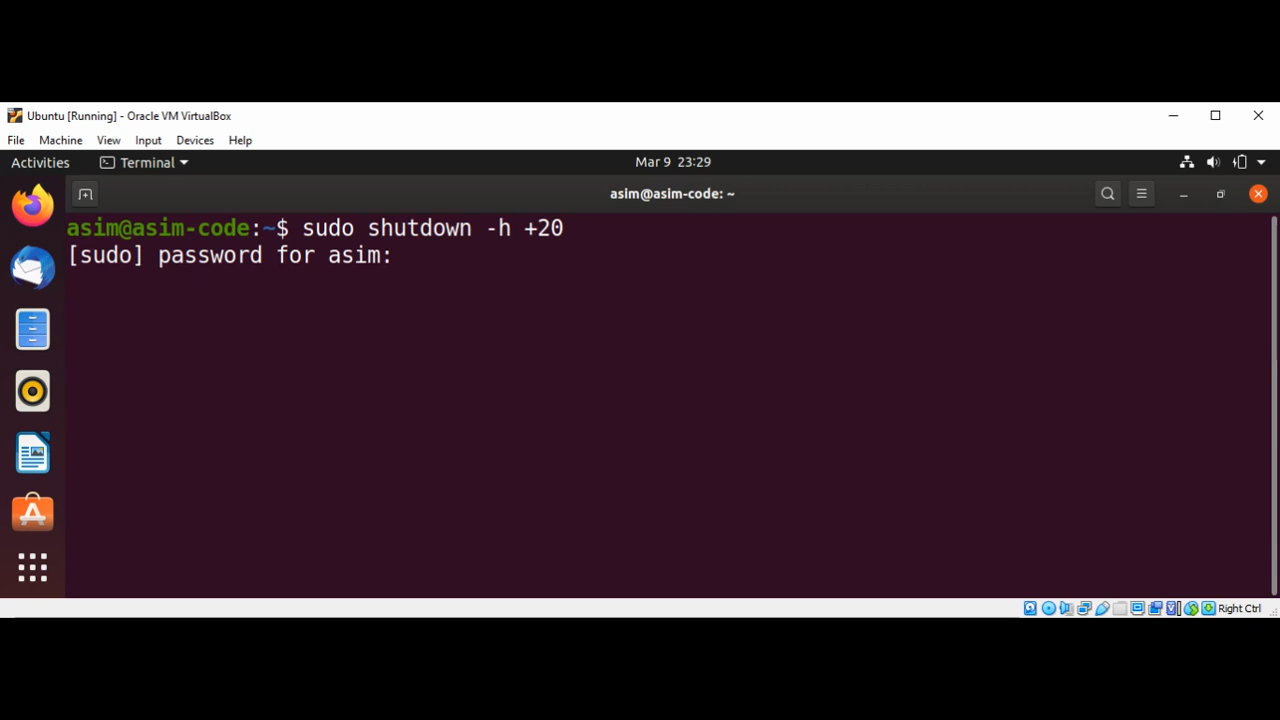 Ubuntu [Running] - Oracle VM VirtualBox
File Machine View Input Devices Help
Activities Terminal Mar 9 23:29
asim@asim-code: ~
asim@asim-code:~$ sudo shutdown -h +20
[sudo] password for asim:
Right Ctrl